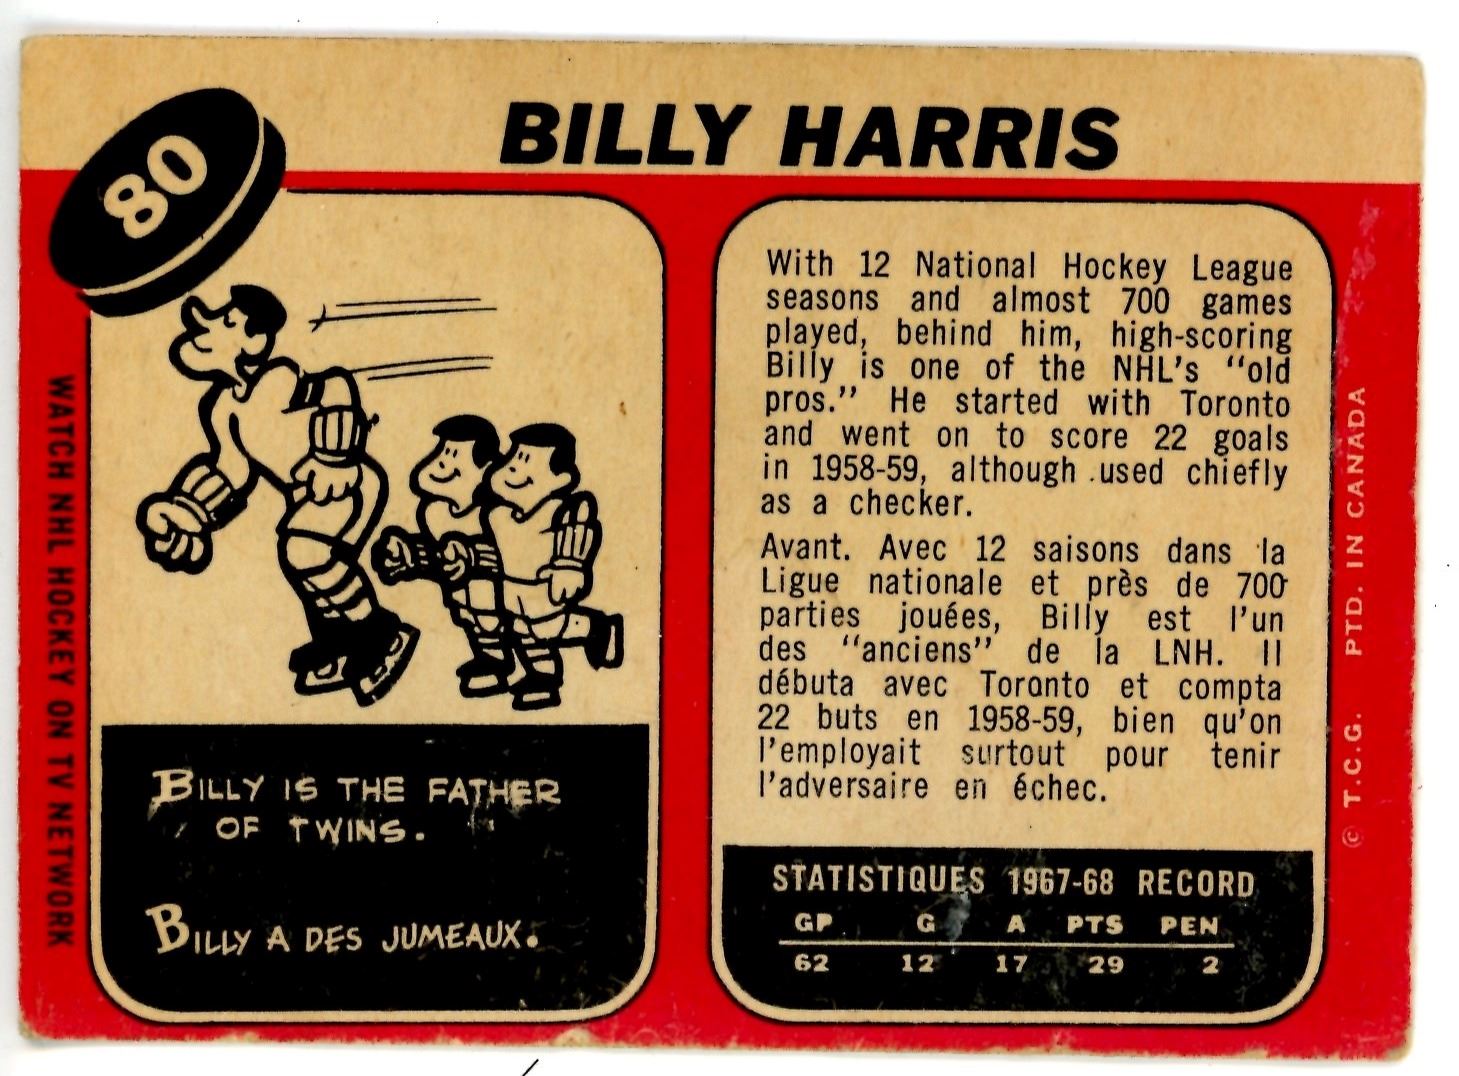 80
BILLY HARRIS
WATCH NHL HOCKEY ON TV NETWORK
BILLY IS THE FATHER
OF TWINS.
BILLY A DES JUMEAUX.
With 12 National Hockey League
seasons and almost 700 games
played, behind him, high-scoring
Billy is one of the NHL's "old
pros." He started with Toronto
and went on to score 22 goals
in 1958-59, although used chiefly
as a checker.
Avant. Avec 12 saisons dans la
Ligue nationale et près de 700
parties jouées, Billy est l'un
des "anciens" de la LNH. Il
débuta avec Toronto et compta
22 buts en 1958-59, bien qu'on
l'employait surtout pour tenir
l'adversaire en échec.
STATISTIQUES 1967-68 RECORD
GP G A PTS PEN
62 12 17 29 2
© T.C.G. PTD. IN CANADA